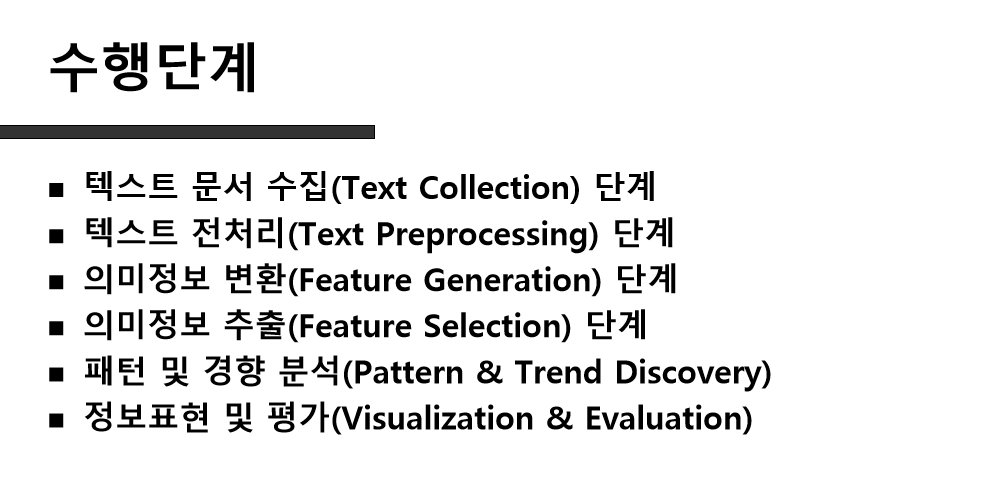 수행단계
■ 텍스트 문서 수집(Text Collection) 단계
■ 텍스트 전처리(Text Preprocessing) 단계
■ 의미정보 변환(Feature Generation) 단계
■ 의미정보 추출(Feature Selection) 단계
■ 패턴 및 경향 분석(Pattern & Trend Discovery)
■ 정보표현 및 평가(Visualization & Evaluation)